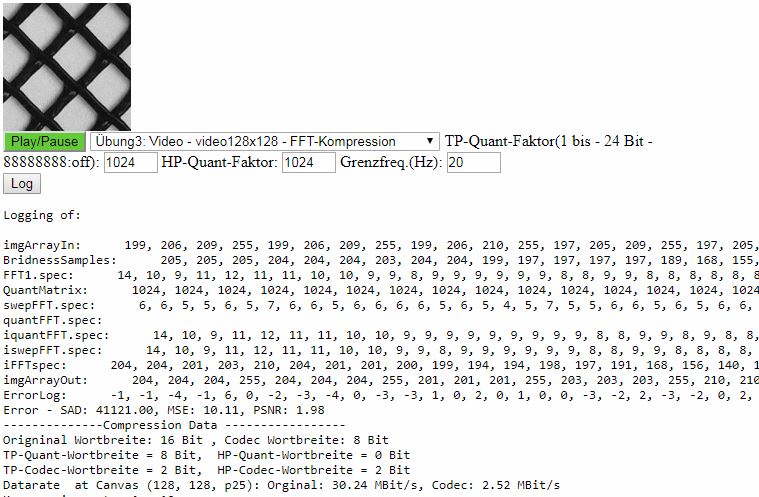 Play/Pause Übung3: Video - video128x128 - FFT-Kompression TP-Quant-Faktor(1 bis - 24 Bit -
88888888:off): 1024 HP-Quant-Faktor: 1024 Grenzfreq.(Hz): 20
Log
Logging of:
imgArrayIn: 199, 206, 209, 255, 199, 206, 209, 255, 199, 206, 210, 255, 197, 205, 209, 255, 197, 205,
BridnessSamples: 205, 205, 205, 204, 204, 204, 203, 204, 204, 199, 197, 197, 197, 197, 189, 168, 155,
FFT1.spec: 14, 10, 9, 11, 12, 11, 11, 10, 10, 9, 9, 8, 9, 9, 9, 9, 9, 9, 8, 8, 9, 9, 8, 8, 8, 8, 8, 8
QuantMatrix: 1024, 1024, 1024, 1024, 1024, 1024, 1024, 1024, 1024, 1024, 1024, 1024, 1024, 1024
swepFFT.spec: 6, 6, 5, 5, 6, 5, 7, 6, 6, 5, 6, 6, 6, 6, 5, 6, 5, 4, 5, 7, 5, 5, 6, 6, 5, 6, 5, 6, 6,
quantFFT.spec:
iquantFFT.spec: 14, 10, 9, 11, 12, 11, 11, 10, 10, 9, 9, 9, 9, 9, 9, 9, 9, 9, 8, 8, 9, 9, 8, 9, 8, 8,
iswepFFT.spec: 14, 10, 9, 11, 12, 11, 11, 10, 10, 9, 9, 8, 9, 9, 9, 9, 9, 9, 8, 8, 9, 9, 8, 8, 8, 8,
iFFTspec: 204, 204, 201, 203, 210, 204, 201, 201, 200, 199, 194, 194, 198, 197, 191, 168, 156, 140, 1
imgArrayOut: 204, 204, 204, 255, 204, 204, 204, 255, 201, 201, 201, 255, 203, 203, 203, 255, 210, 210
ErrorLog: -1, -1, -4, -1, 6, 0, -2, -3, -4, 0, -3, -3, 1, 0, 2, 0, 1, 0, 0, -3, -2, 2, -3, -2, 0, 2,
Error - SAD: 41121.00, MSE: 10.11, PSNR: 1.98
--------------Compression Data -----------------
Origininal Wortbreite: 16 Bit , Codec Wortbreite: 8 Bit
TP-Quant-Wortbreite = 8 Bit, HP-Quant-Wortbreite = 0 Bit
TP-Codec-Wortbreite = 2 Bit, HP-Codec-Wortbreite = 2 Bit
Datarate at Canvas (128, 128, p25): Orginal: 30.24 MBit/s, Codec: 2.52 MBit/s